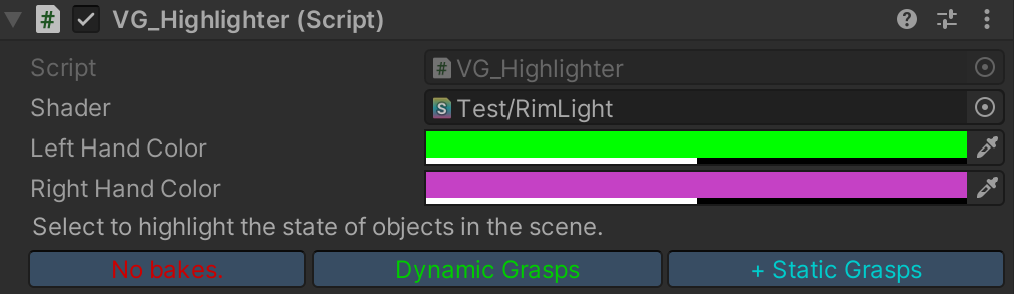 VG_Highlighter (Script)
Script # VG_Highlighter
Shader S Test/RimLight
Left Hand Color
Right Hand Color
Select to highlight the state of objects in the scene.
No bakes. Dynamic Grasps + Static Grasps